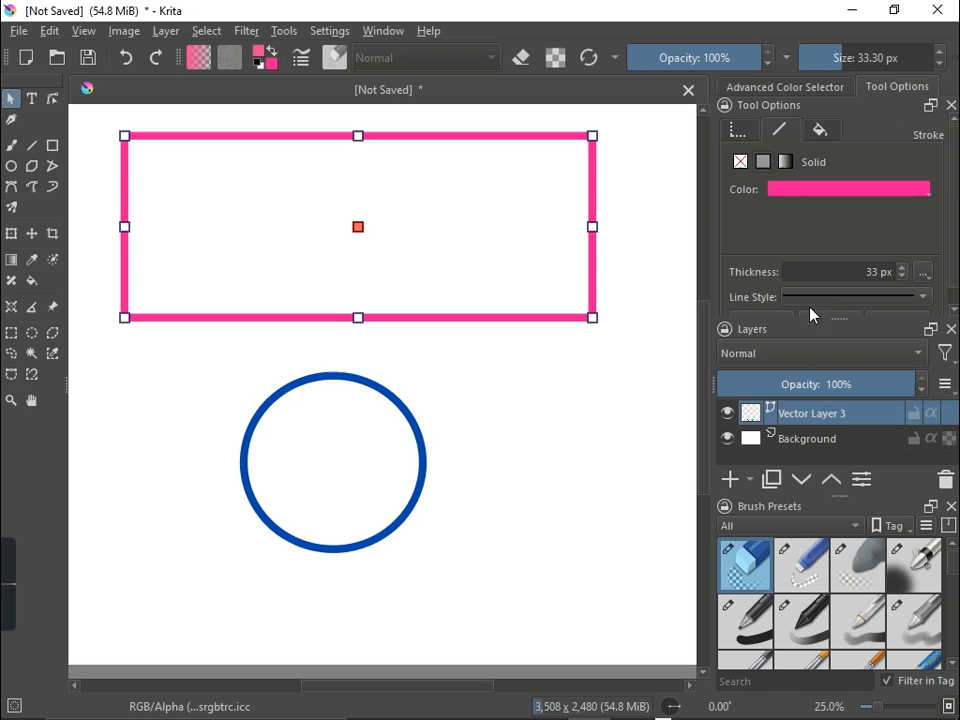 [Not Saved] (54.8 MiB) * - Krita
File Edit View Image Layer Select Filter Tools Settings Window Help
Normal Opacity: 100% Size: 33.30 px
[Not Saved] *
Advanced Color Selector Tool Options
Tool Options
Stroke
Solid
Color:
Thickness: 33 px ...
Line Style:
Layers
Normal
Opacity: 100%
Vector Layer 3
Background
Brush Presets
All Tag
Search Filter in Tag
RGB/Alpha (...srgbtrc.icc 3,508 x 2,480 (54.8 MiB) 0.00° 25.0%